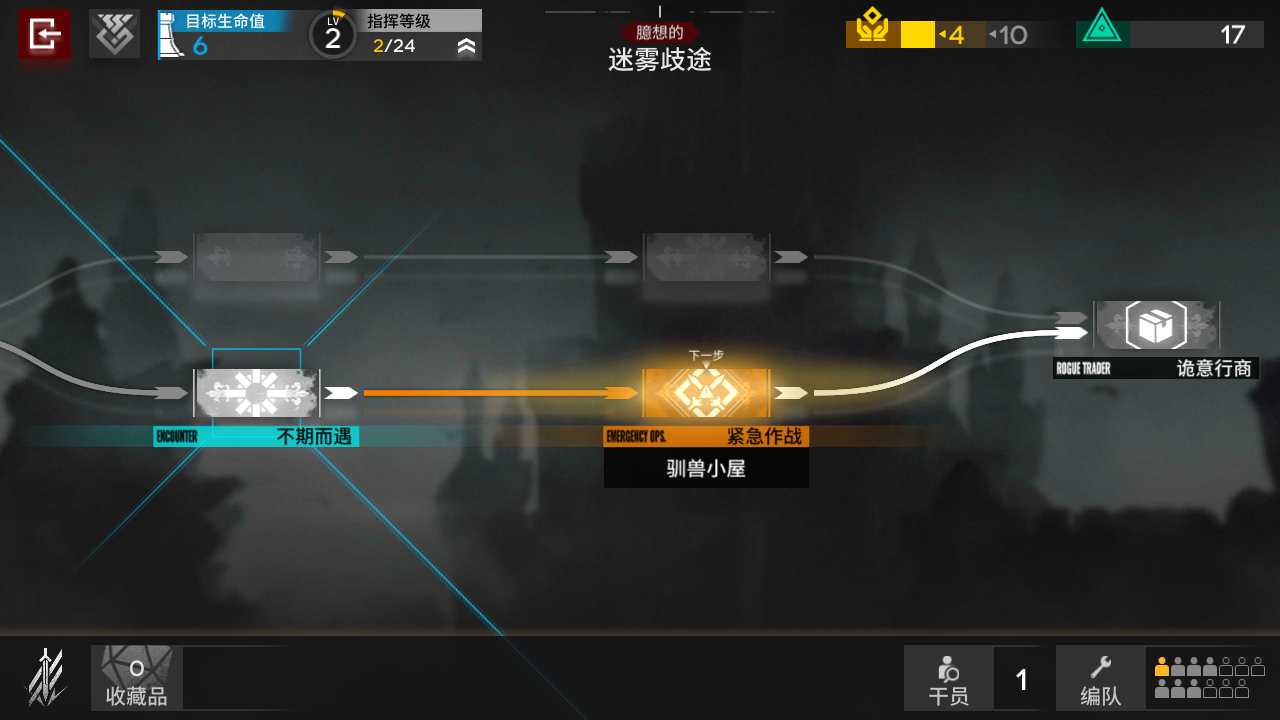 目标生命值
6
LV
2
指挥等级
2/24
臆想的
迷雾歧途
4
10
17
下一步
ENCOUNTER
不期而遇
EMERGENCY OPS.
紧急作战
驯兽小屋
ROGUE TRADER
诡意行商
0
收藏品
干员
1
编队